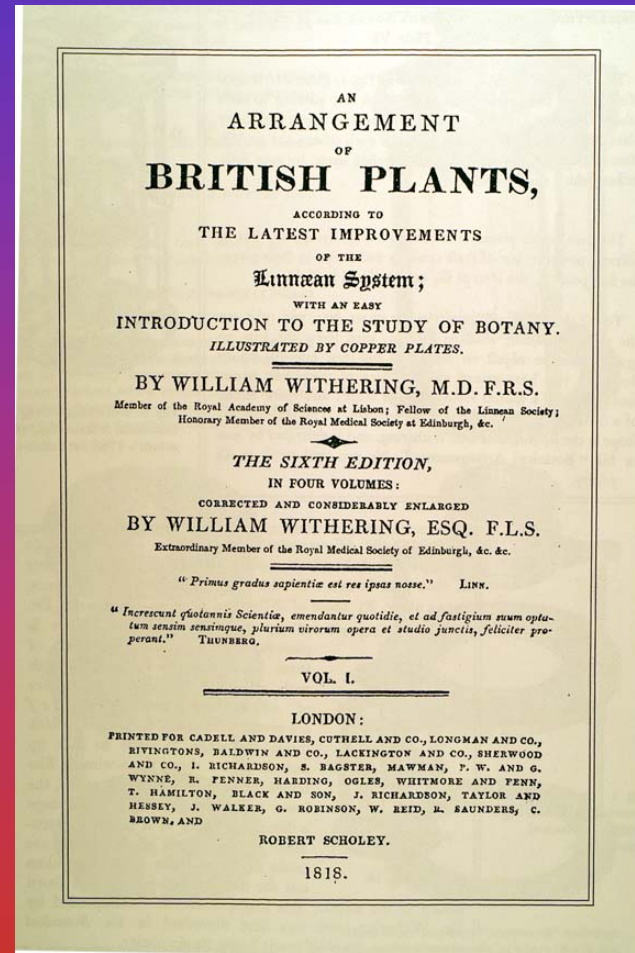 AN
ARRANGEMENT
OF
BRITISH PLANTS,
ACCORDING TO
THE LATEST IMPROVEMENTS
OF THE
Linnæan System;
WITH AN EASY
INTRODUCTION TO THE STUDY OF BOTANY.
ILLUSTRATED BY COPPER PLATES.
BY WILLIAM WITHERING, M.D. F.R.S.
Member of the Royal Academy of Sciences at Lisbon; Fellow of the Linnean Society;
Honorary Member of the Royal Medical Society at Edinburgh, &c.
THE SIXTH EDITION,
IN FOUR VOLUMES:
CORRECTED AND CONSIDERABLY ENLARGED
BY WILLIAM WITHERING, ESQ. F.L.S.
Extraordinary Member of the Royal Medical Society of Edinburgh, &c. &c.
"Primus gradus sapientiæ est res ipsas nosse." LINN.
"Increscunt quotannis Scientiæ, emendantur quotidie, et ad fastigium suum opta-
tum sensim sensimque, plurium virorum opera et studio junctis, feliciter pro-
perant." THUNBERG.
VOL. I.
LONDON:
PRINTED FOR CADELL AND DAVIES, CUTHELL AND CO., LONGMAN AND CO.,
RIVINGTONS, BALDWIN AND CO., LACKINGTON AND CO., SHERWOOD
AND CO., I. RICHARDSON, S. BAGSTER, MAWMAN, P. W. AND G.
WYNNE, R. FENNER, HARDING, OGLES, WHITMORE AND FENN,
T. HAMILTON, BLACK AND SON, J. RICHARDSON, TAYLOR AND
HESSEY, J. WALKER, G. ROBINSON, W. REID, R. SAUNDERS, C.
BROWN, AND
ROBERT SCHOLEY.
1818.